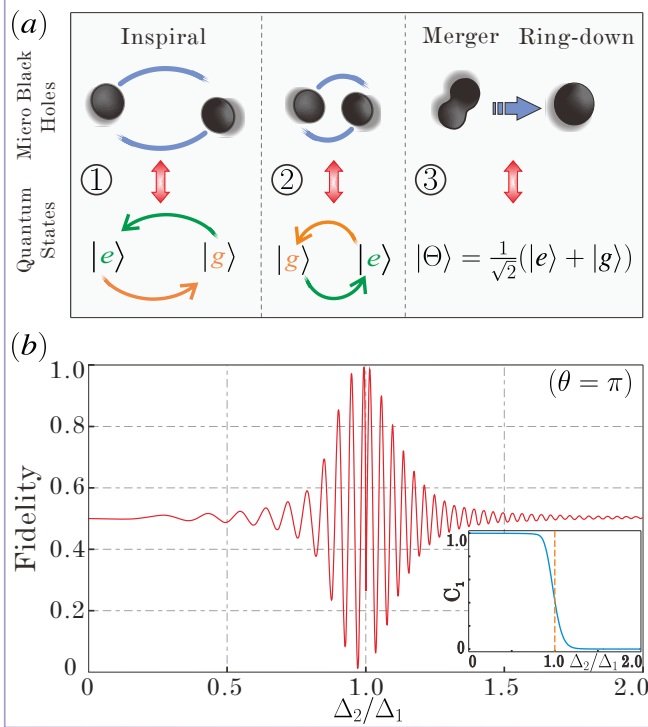 (a)
Inspiral
Merger
Ring-down
Micro Black
Holes
1
2
3
Quantum
States
|e⟩
|g⟩
|g⟩
|e⟩
|Θ⟩ = 1/√2(|e⟩ + |g⟩)
(b)
1.0
0.8
0.6
0.4
0.2
0
Fidelity
(θ = π)
0
0.5
1.0
1.5
2.0
Δ₂/Δ₁
1.0
0
C₁
0
1.0
Δ₂/Δ₁
2.0